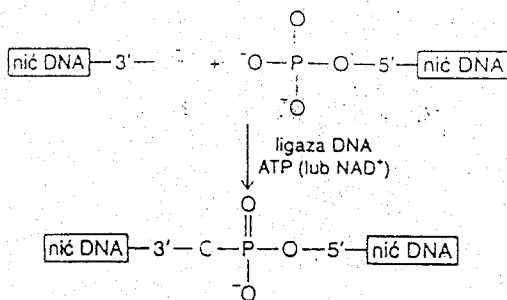 O
nić DNA 3′ + ⁻O P O 5′ nić DNA
⁻O
ligaza DNA
ATP (lub NAD⁺)
O
nić DNA 3′ C P O 5′ nić DNA
⁻O